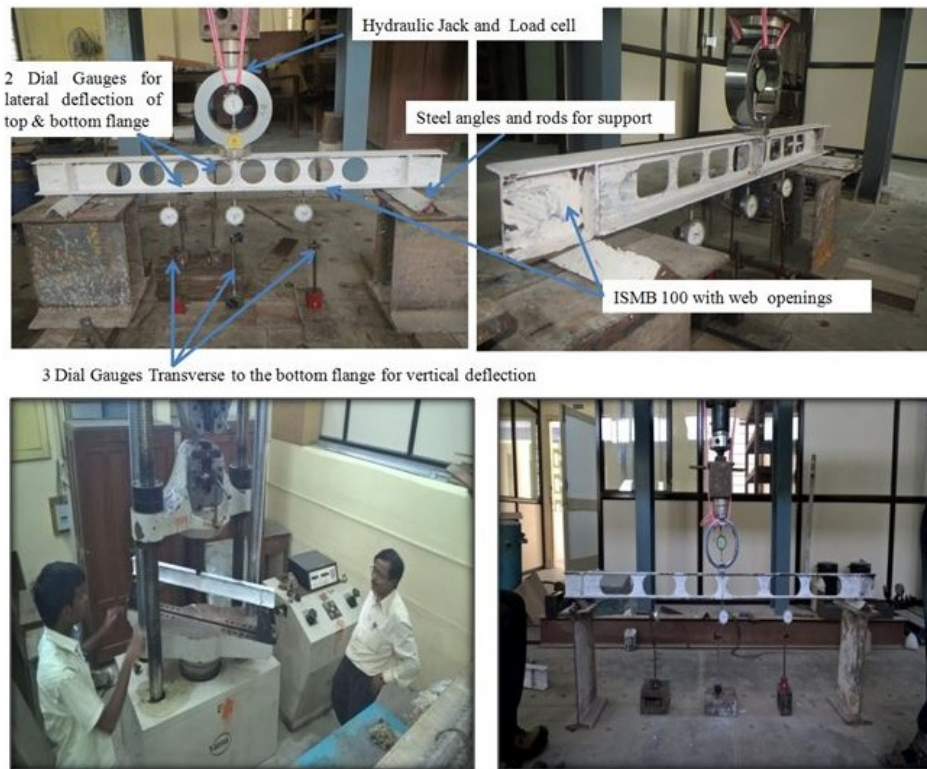 Hydraulic Jack and Load cell
2 Dial Gauges for
lateral deflection of
top & bottom flange
Steel angles and rods for support
ISMB 100 with web openings
3 Dial Gauges Transverse to the bottom flange for vertical deflection